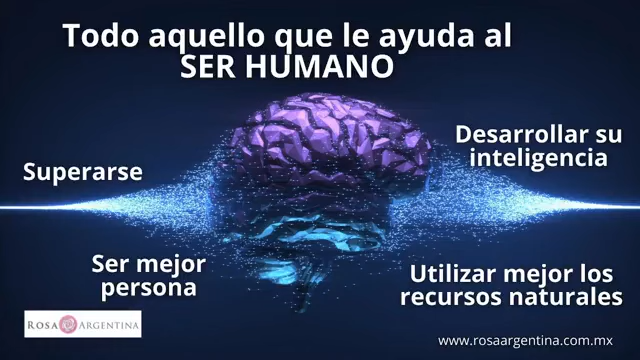 Todo aquello que le ayuda al
SER HUMANO
Desarrollar su
inteligencia
Superarse
Ser mejor
persona
Utilizar mejor los
recursos naturales
ROSA ARGENTINA
www.rosaargentina.com.mx